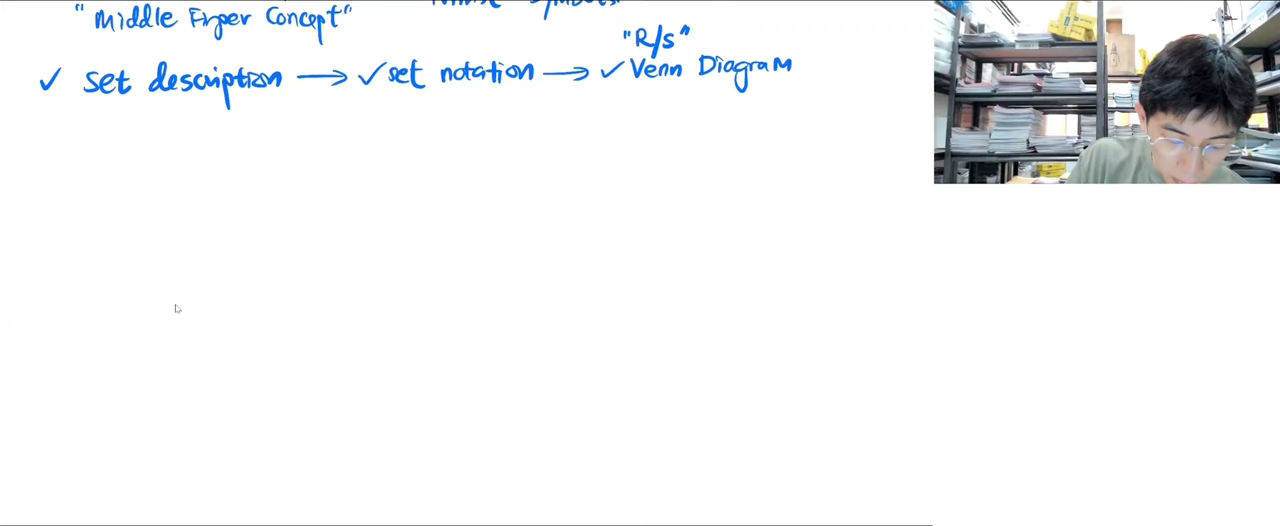 "Middle Finger Concept"
"R/s"
✓ set description → ✓ set notation → ✓ Venn Diagram